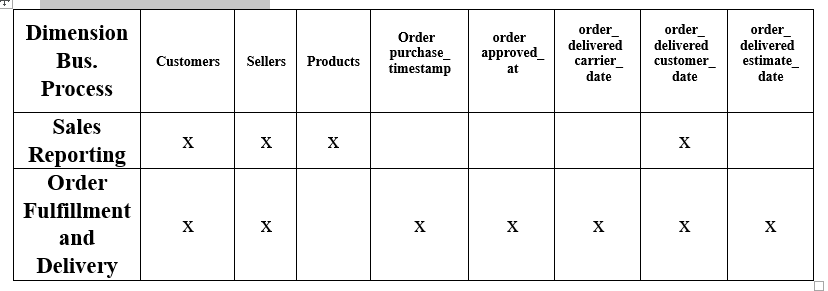 Dimension
Bus.
Process
Customers
Sellers
Products
Order
purchase_
timestamp
order
approved_
at
order_
delivered
carrier_
date
order_
delivered
customer_
date
order_
delivered
estimate_
date
Sales
Reporting
X
X
X
X
Order
Fulfillment
and
Delivery
X
X
X
X
X
X
X